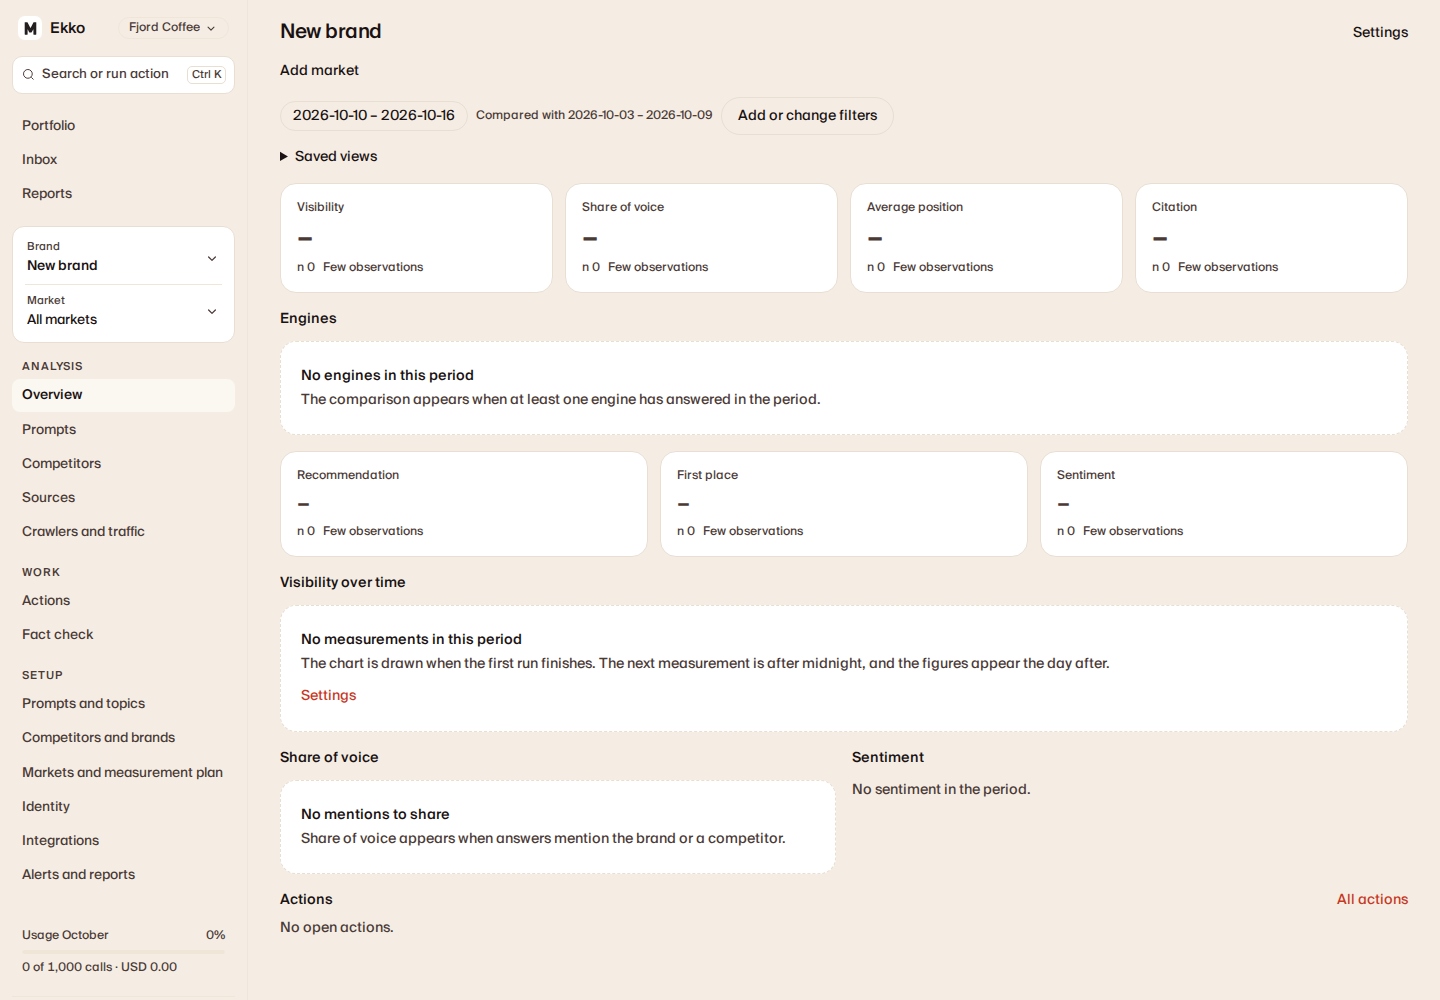 Ekko
Fjord Coffee
Search or run action
Ctrl K
Portfolio
Inbox
Reports
Brand
New brand
Market
All markets
ANALYSIS
Overview
Prompts
Competitors
Sources
Crawlers and traffic
WORK
Actions
Fact check
SETUP
Prompts and topics
Competitors and brands
Markets and measurement plan
Identity
Integrations
Alerts and reports
Usage October 0%
0 of 1,000 calls · USD 0.00
New brand
Settings
Add market
2026-10-10 – 2026-10-16
Compared with 2026-10-03 – 2026-10-09
Add or change filters
Saved views
Visibility
–
n 0 Few observations
Share of voice
–
n 0 Few observations
Average position
–
n 0 Few observations
Citation
–
n 0 Few observations
Engines
No engines in this period
The comparison appears when at least one engine has answered in the period.
Recommendation
–
n 0 Few observations
First place
–
n 0 Few observations
Sentiment
–
n 0 Few observations
Visibility over time
No measurements in this period
The chart is drawn when the first run finishes. The next measurement is after midnight, and the figures appear the day after.
Settings
Share of voice
No mentions to share
Share of voice appears when answers mention the brand or a competitor.
Sentiment
No sentiment in the period.
Actions
All actions
No open actions.